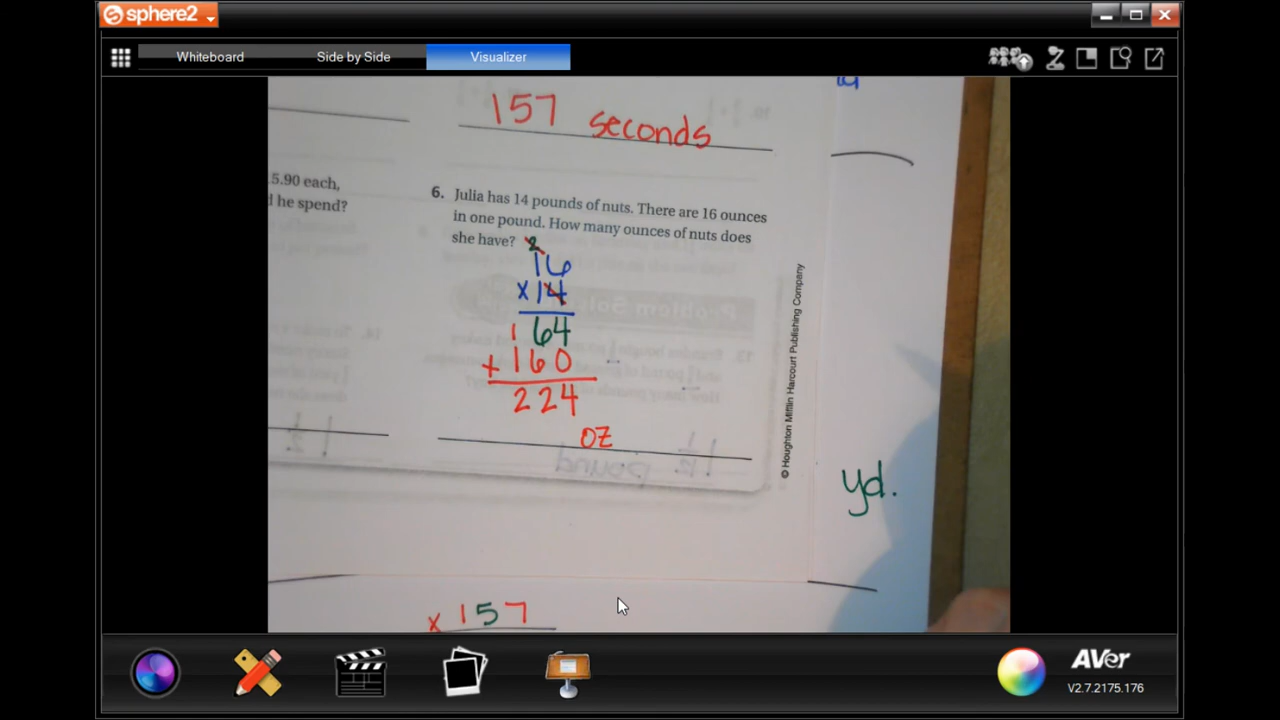 sphere2
Whiteboard Side by Side Visualizer
157 seconds
5.90 each,
d he spend?
6. Julia has 14 pounds of nuts. There are 16 ounces
in one pound. How many ounces of nuts does
she have?
2
16
x 14
1
64
+ 160
224
oz
© Houghton Mifflin Harcourt Publishing Company
yd.
x 157
AVer
V2.7.2175.176